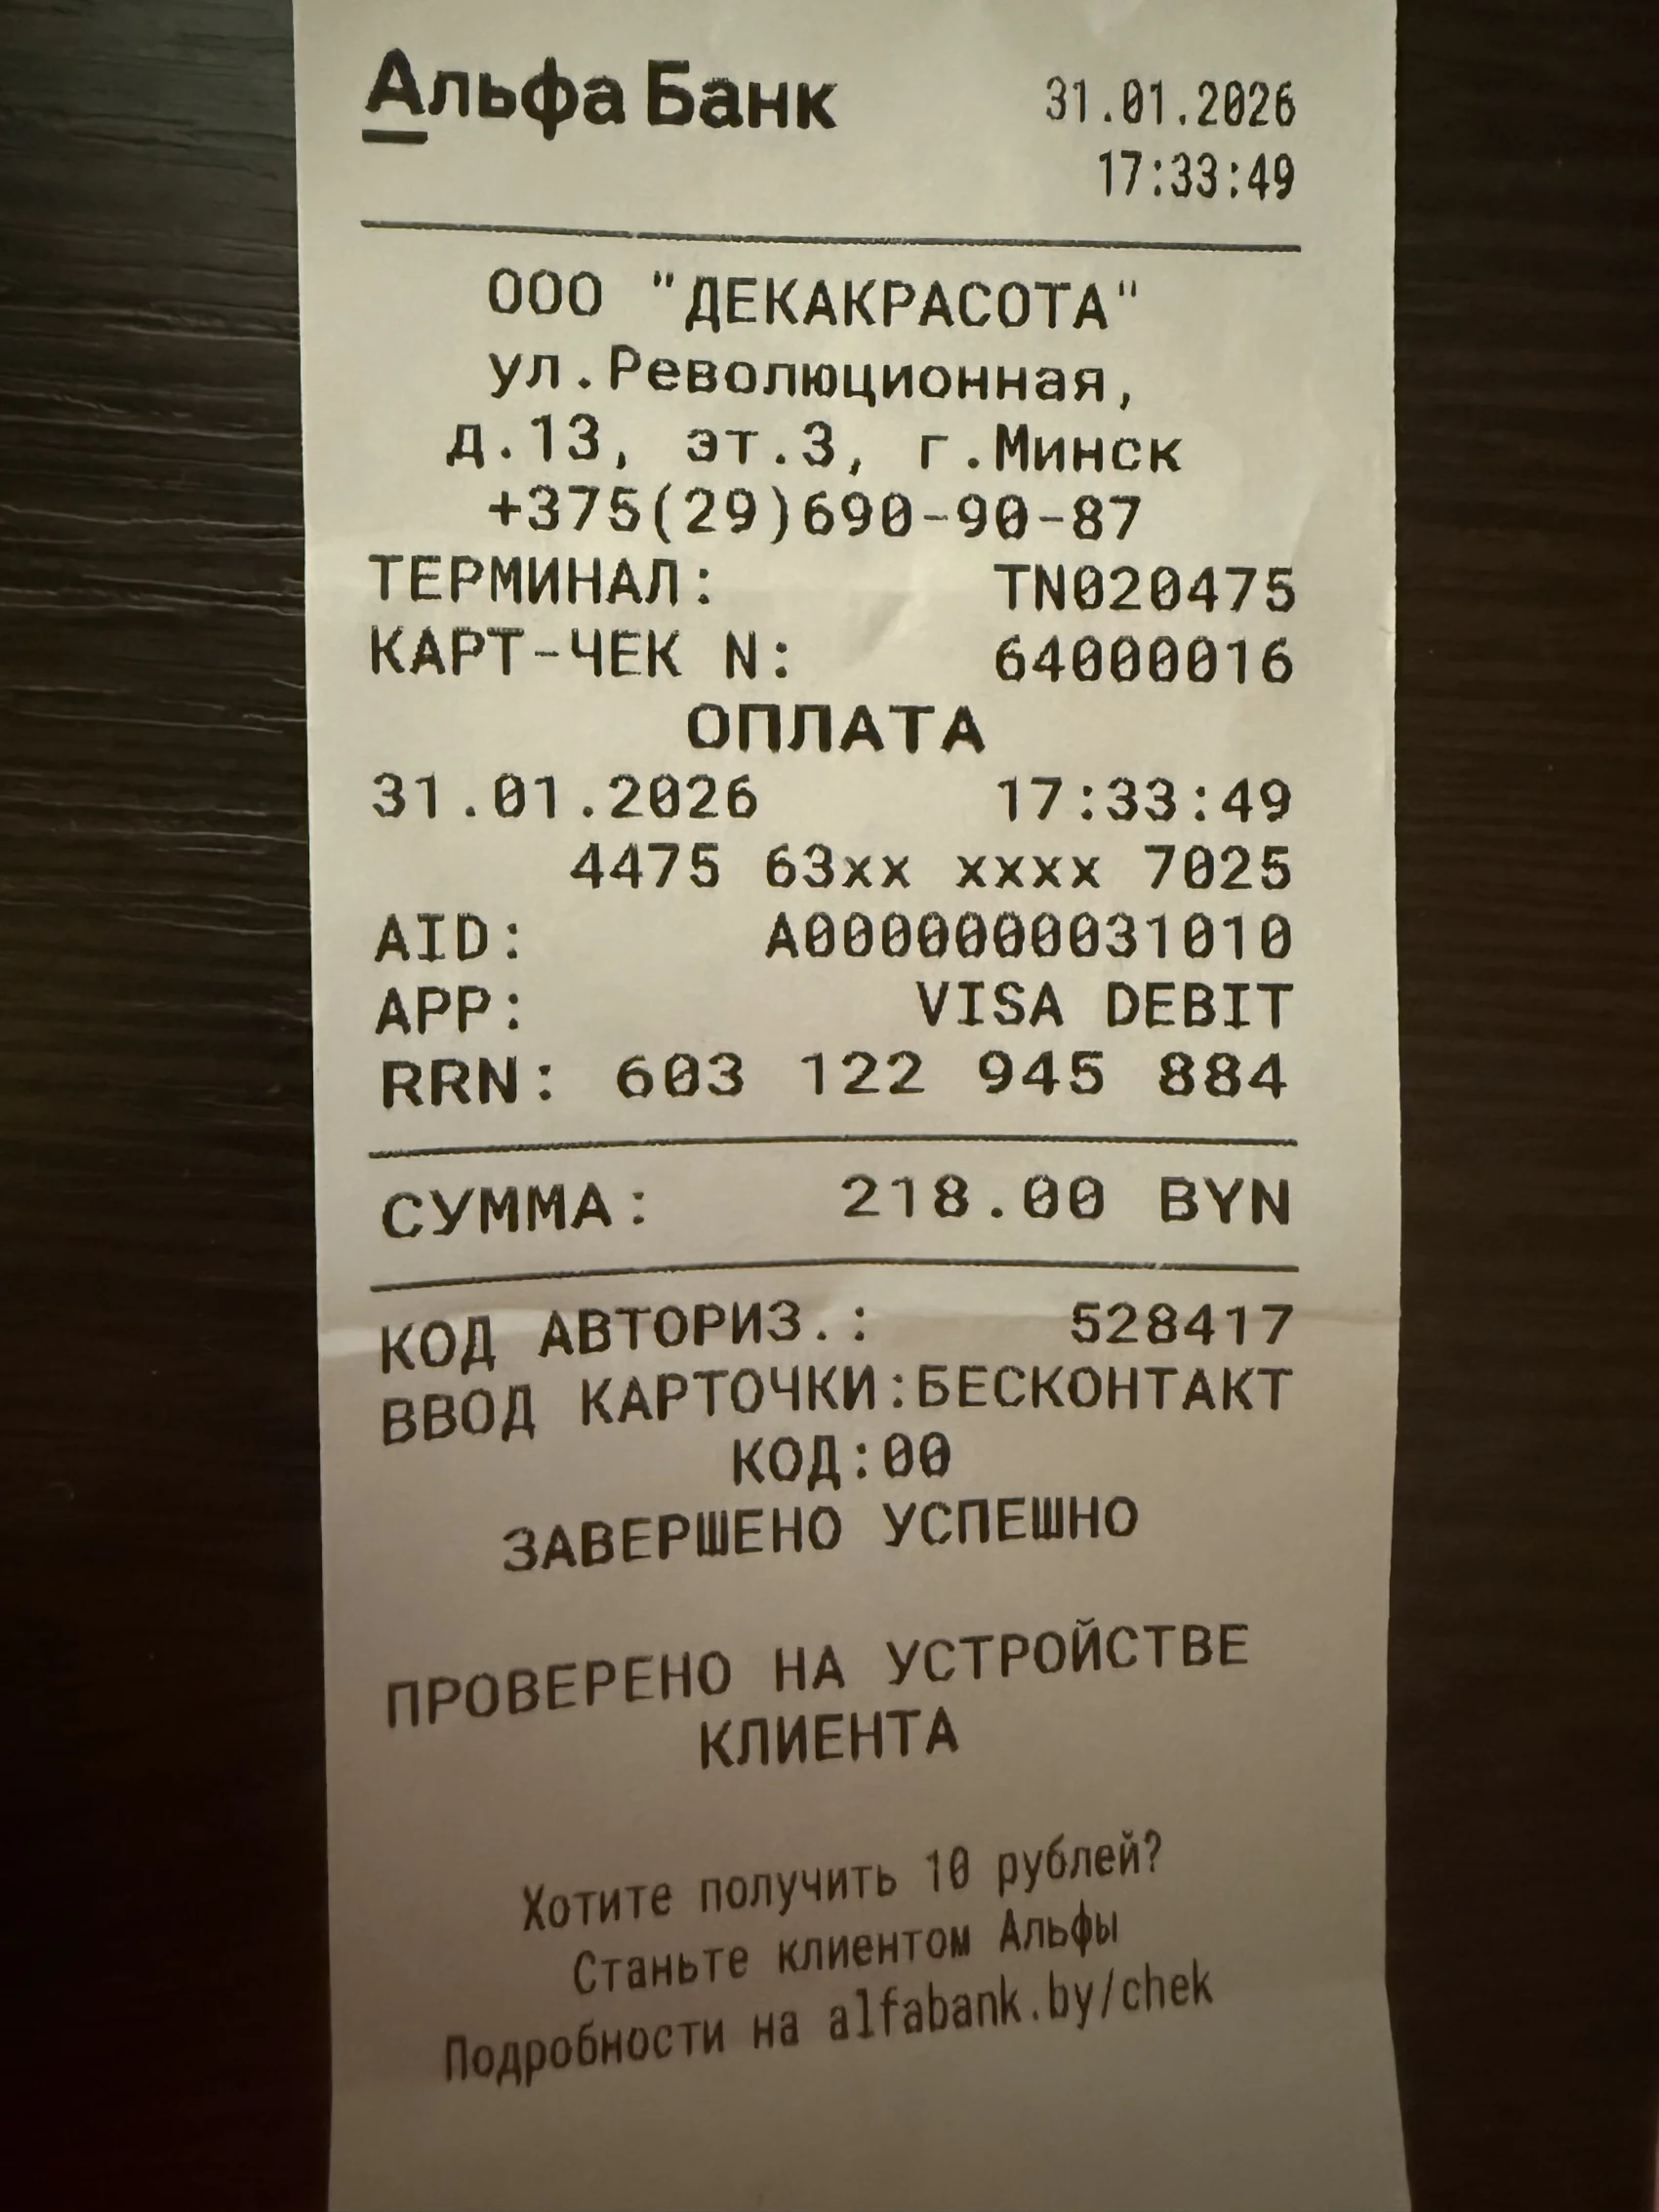 Альфа Банк 31.01.2026
17:33:49
ООО "ДЕКАКРАСОТА"
ул.Революционная,
д.13, эт.3, г.Минск
+375(29)690-90-87
ТЕРМИНАЛ: TN020475
КАРТ-ЧЕК N: 64000016
ОПЛАТА
31.01.2026 17:33:49
4475 63xx xxxx 7025
AID: A0000000031010
APP: VISA DEBIT
RRN: 603 122 945 884
СУММА: 218.00 BYN
КОД АВТОРИЗ.: 528417
ВВОД КАРТОЧКИ:БЕСКОНТАКТ
КОД:00
ЗАВЕРШЕНО УСПЕШНО
ПРОВЕРЕНО НА УСТРОЙСТВЕ
КЛИЕНТА
Хотите получить 10 рублей?
Станьте клиентом Альфы
Подробности на alfabank.by/chek